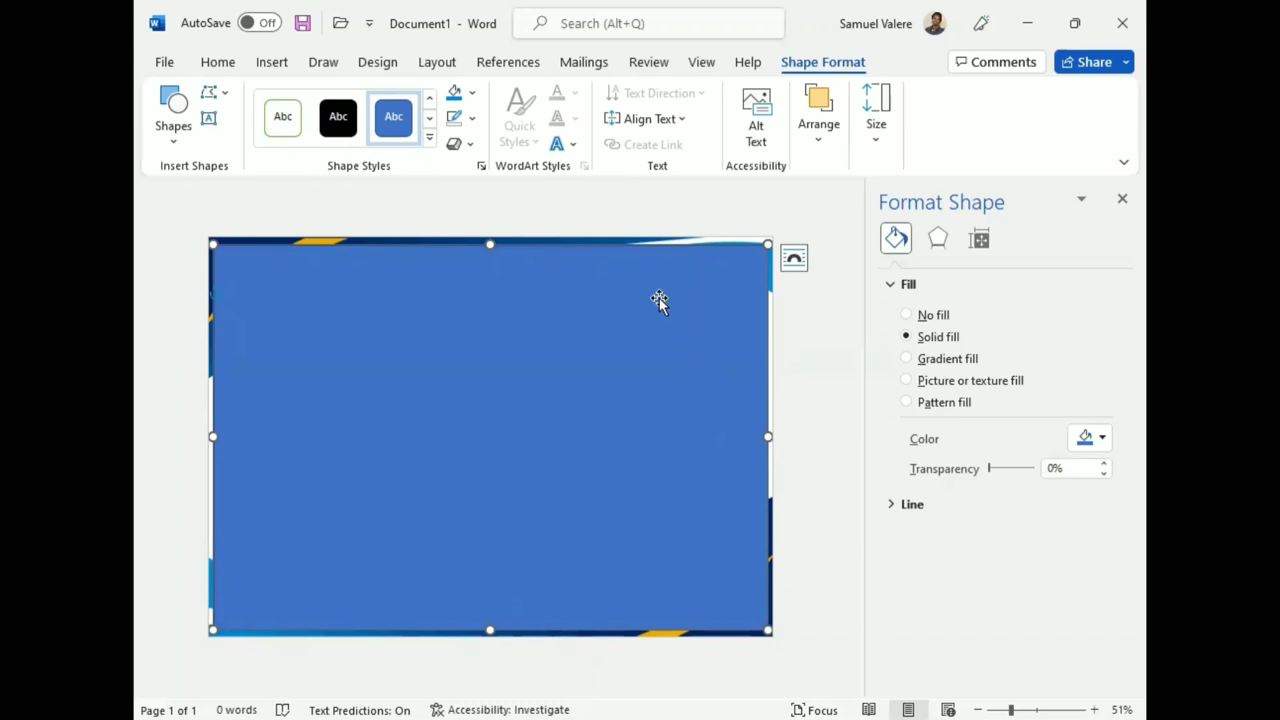 AutoSave Off Document1 - Word Search (Alt+Q) Samuel Valere
File Home Insert Draw Design Layout References Mailings Review View Help Shape Format Comments Share
Shapes
Insert Shapes
Abc Abc Abc
Shape Styles
Quick
Styles
WordArt Styles
Text Direction
Align Text
Create Link
Text
Alt
Text
Accessibility
Arrange
Size
Format Shape
Fill
No fill
Solid fill
Gradient fill
Picture or texture fill
Pattern fill
Color
Transparency 0%
Line
Page 1 of 1 0 words Text Predictions: On Accessibility: Investigate Focus 51%